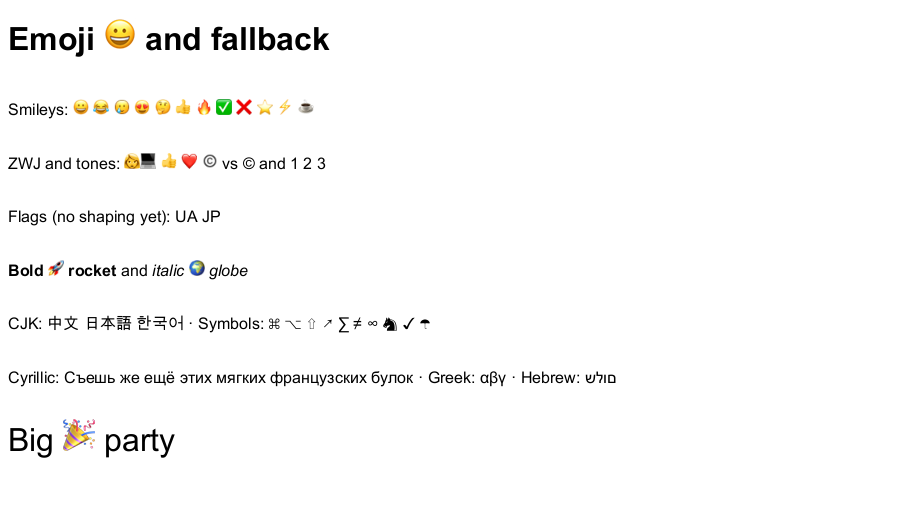 Emoji 😀 and fallback
Smileys: 😀 😂 🥲 😍 🤔 👍 🔥 ✅ ❌ ⭐ ⚡ ☕
ZWJ and tones: 👩💻 👍 ❤️ ©️ vs © and 1 2 3
Flags (no shaping yet): UA JP
Bold 🚀 rocket and italic 🌍 globe
CJK: 中文 日本語 한국어 · Symbols: ⌘ ⌥ ⇧ ↗ ∑ ≠ ∞ ♞ ✓ ☂
Cyrillic: Съешь же ещё этих мягких французских булок · Greek: αβγ · Hebrew: םולש
Big 🎉 party